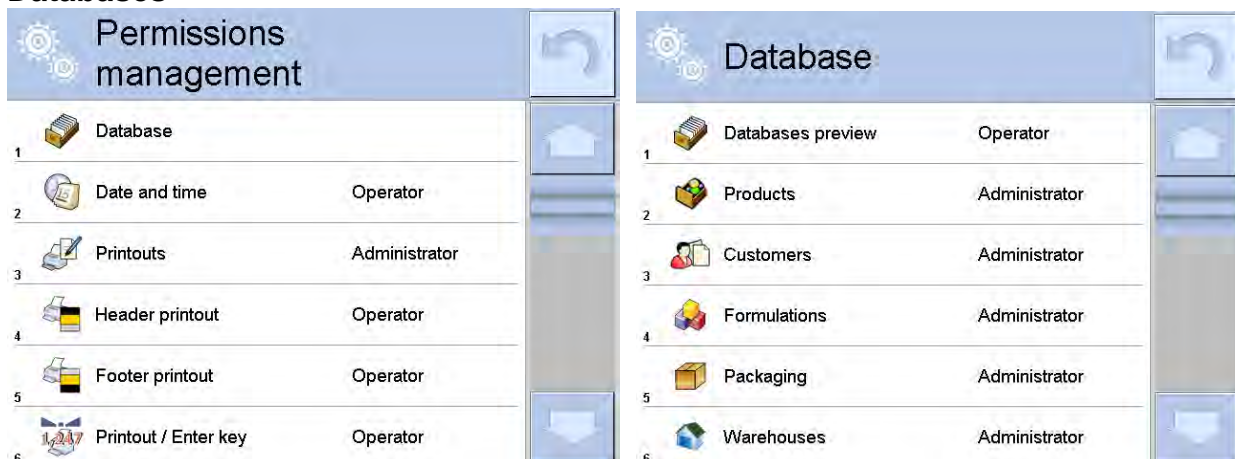 Databases
Permissions
management
1 Database
2 Date and time Operator
3 Printouts Administrator
4 Header printout Operator
5 Footer printout Operator
6 Printout / Enter key Operator
Database
1 Databases preview Operator
2 Products Administrator
3 Customers Administrator
4 Formulations Administrator
5 Packaging Administrator
6 Warehouses Administrator